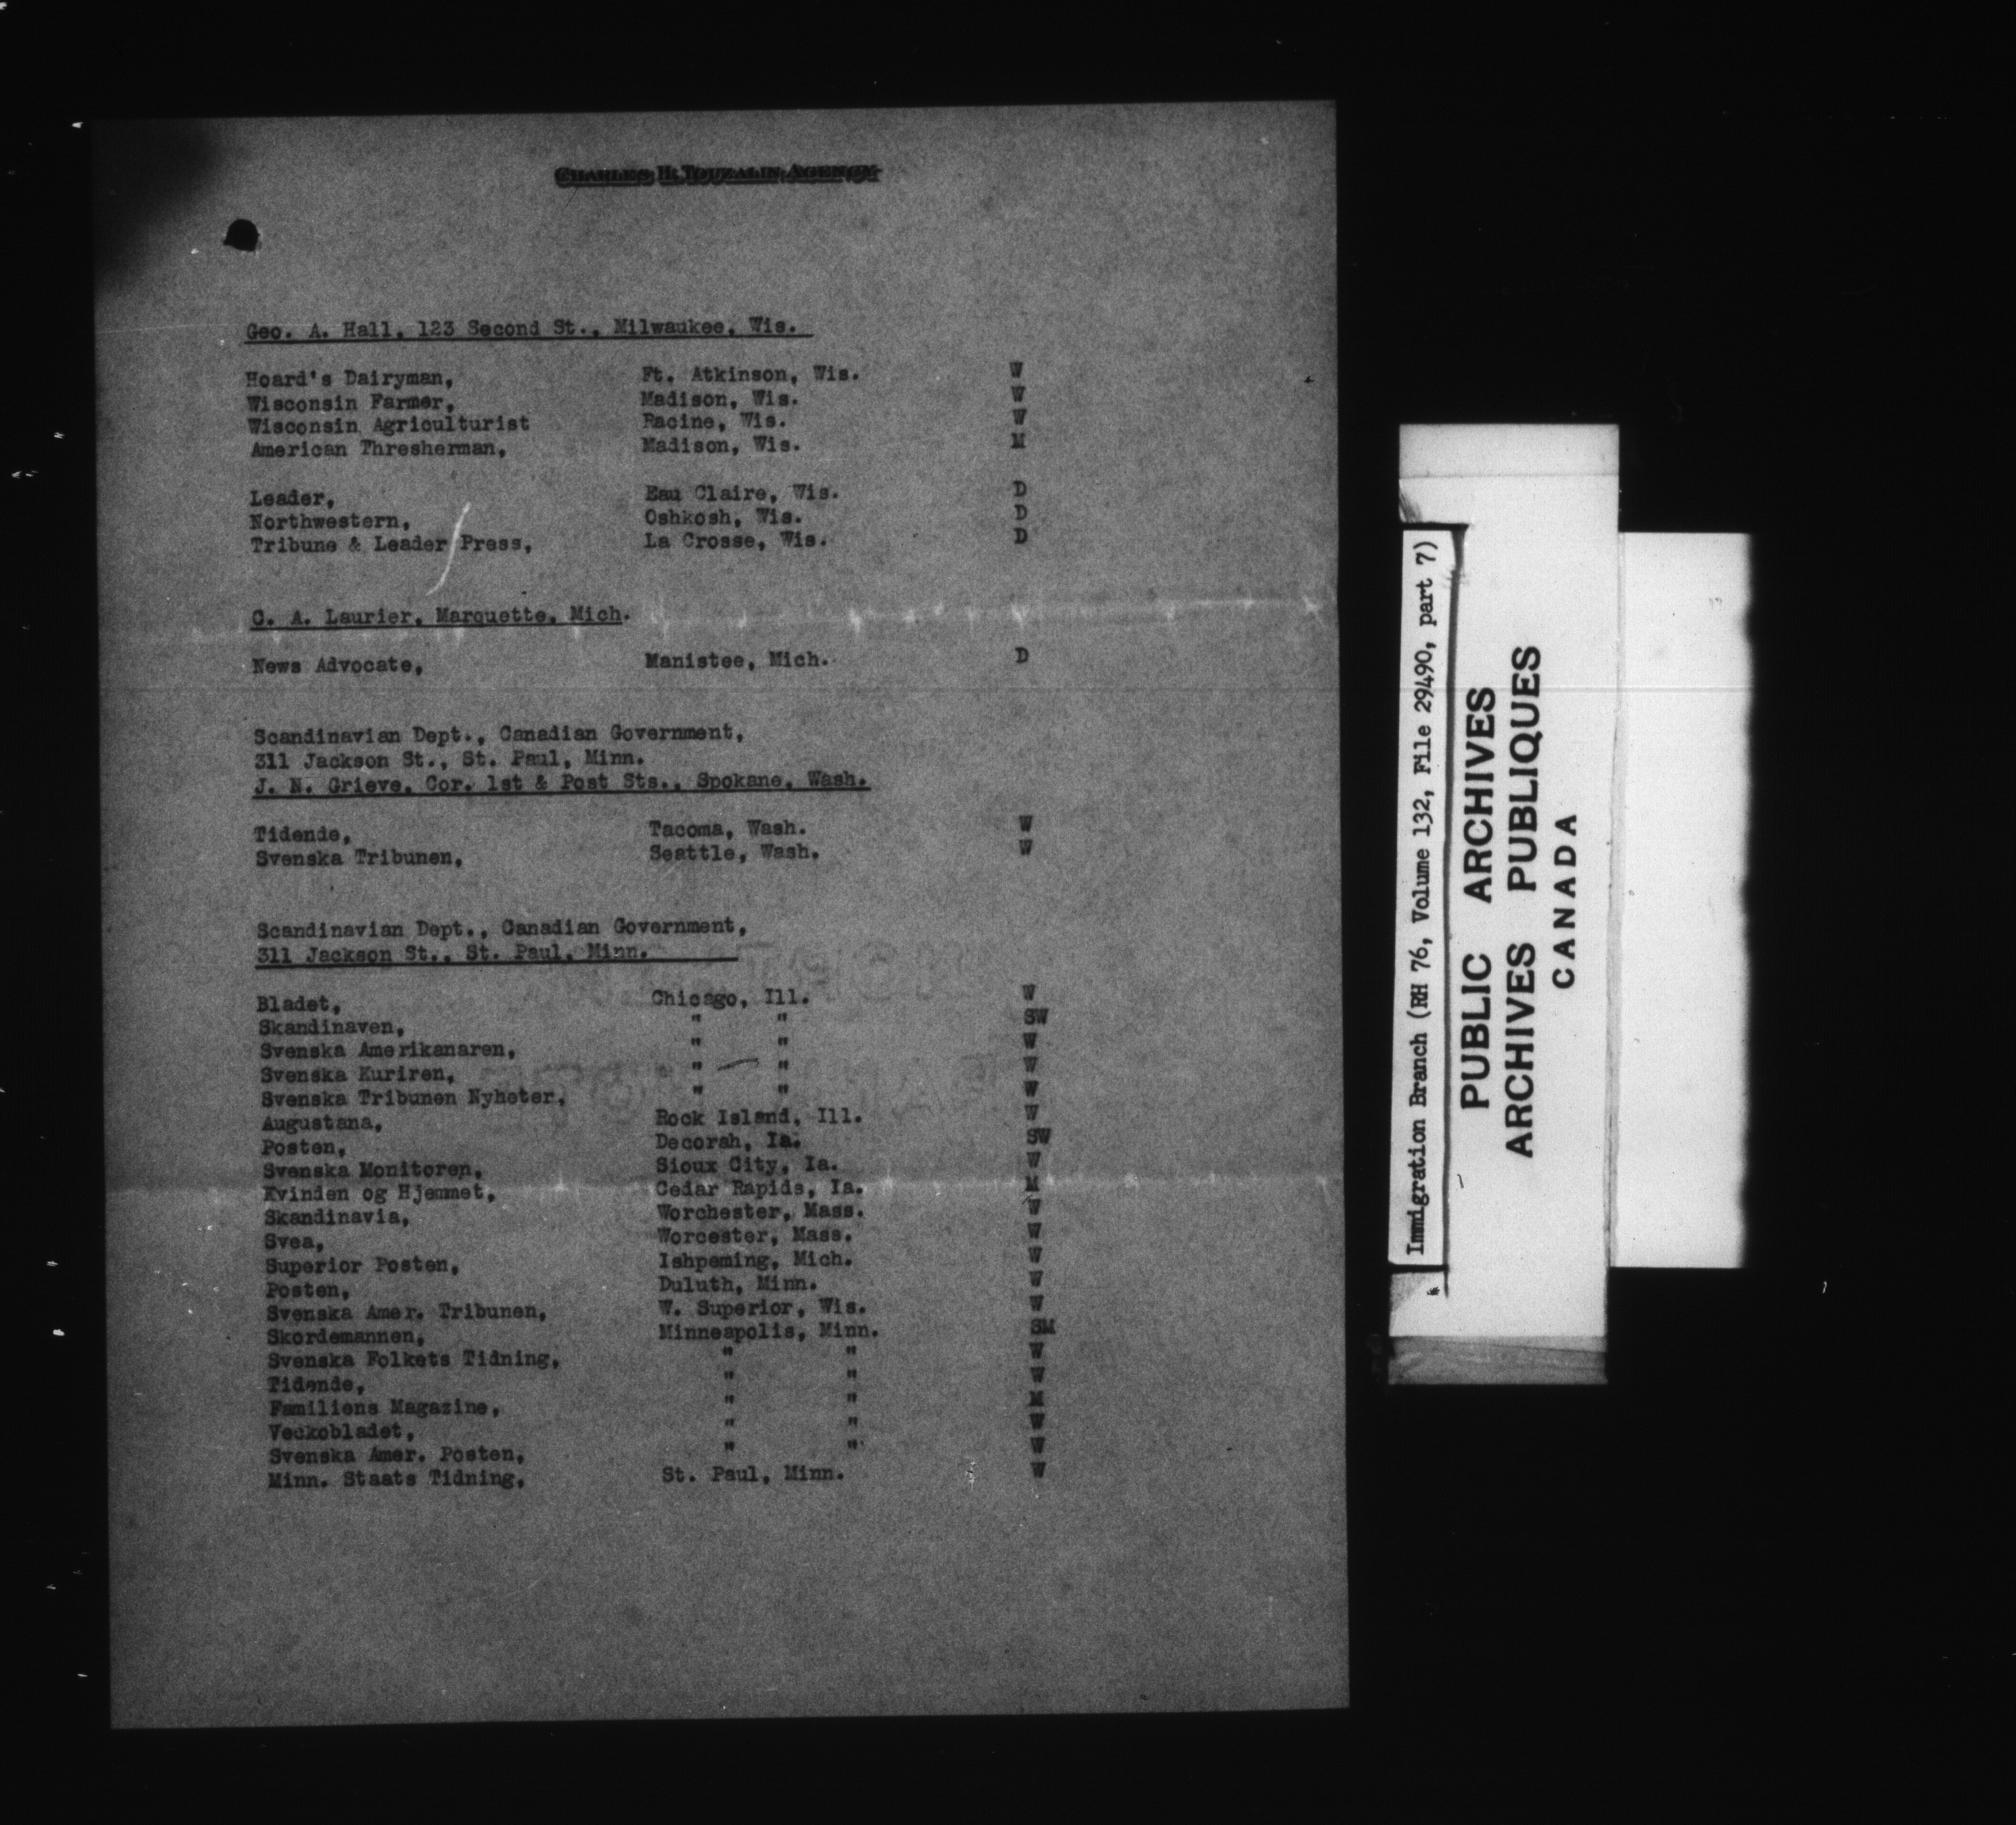 CHARLES H. TOUZALIN AGENCY
Geo. A. Hall, 123 Second St., Milwaukee, Wis.
Hoard's Dairyman, Ft. Atkinson, Wis. W
Wisconsin Farmer, Madison, Wis. W
Wisconsin Agriculturist Racine, Wis. W
American Thresherman, Madison, Wis. M
Leader, Eau Claire, Wis. D
Northwestern, Oshkosh, Wis. D
Tribune & Leader Press, La Crosse, Wis. D
C. A. Laurier, Marquette, Mich.
News Advocate, Manistee, Mich. D
Scandinavian Dept., Canadian Government,
311 Jackson St., St. Paul, Minn.
J. N. Grieve, Cor. 1st & Post Sts., Spokane, Wash.
Tidende, Tacoma, Wash. W
Svenska Tribunen, Seattle, Wash. W
Scandinavian Dept., Canadian Government,
311 Jackson St., St. Paul, Minn.
Bladet, Chicago, Ill. W
Skandinaven, " " SW
Svenska Amerikanaren, " " W
Svenska Kuriren, " " W
Svenska Tribunen Nyheter, " " W
Augustana, Rock Island, Ill. W
Posten, Decorah, Ia. SW
Svenska Monitoren, Sioux City, Ia. W
Kvinden og Hjemmet, Cedar Rapids, Ia. M
Skandinavia, Worchester, Mass. W
Svea, Worcester, Mass. W
Superior Posten, Ishpeming, Mich. W
Posten, Duluth, Minn. W
Svenska Amer. Tribunen, W. Superior, Wis. W
Skordemannen, Minneapolis, Minn. SM
Svenska Folkets Tidning, " " W
Tidende, " " W
Familiens Magazine, " " M
Veckobladet, " " W
Svenska Amer. Posten, " " W
Minn. Staats Tidning, St. Paul, Minn. W
Immigration Branch (RH 76, Volume 132, File 29490, part 7)
PUBLIC ARCHIVES
ARCHIVES PUBLIQUES
CANADA